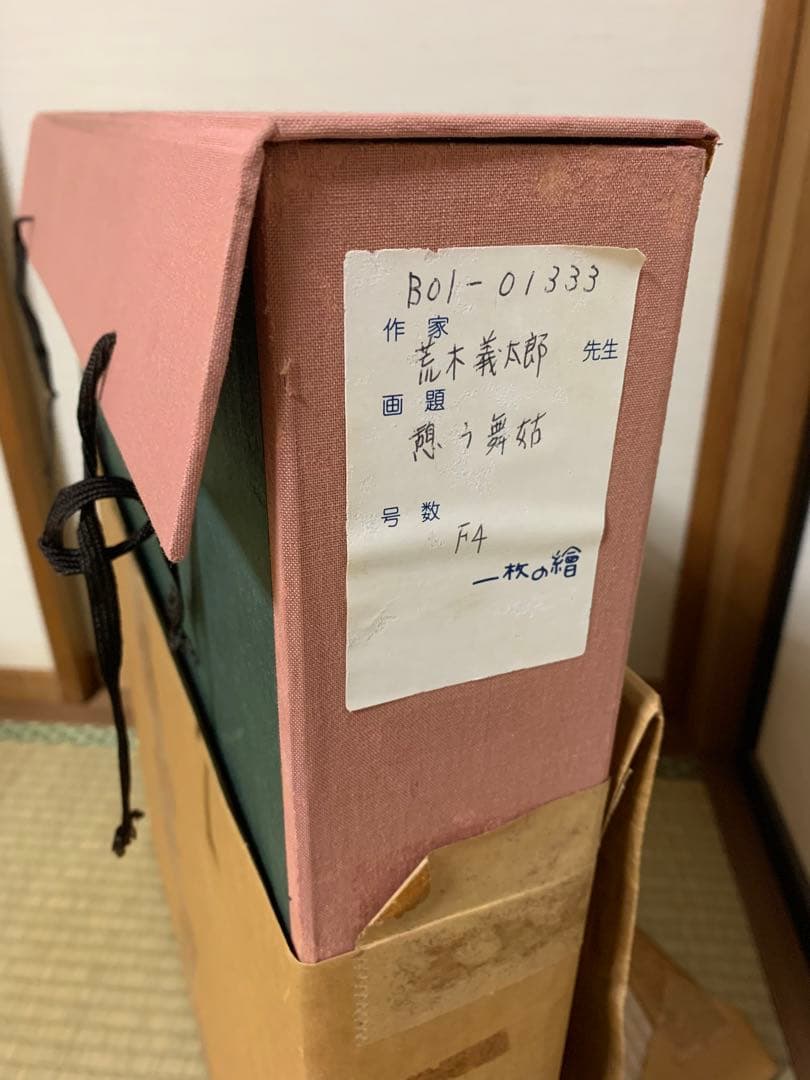 B01-01333
作家
荒木義太郎 先生
画題
憩う舞姑
号数
F4
一枚の繪